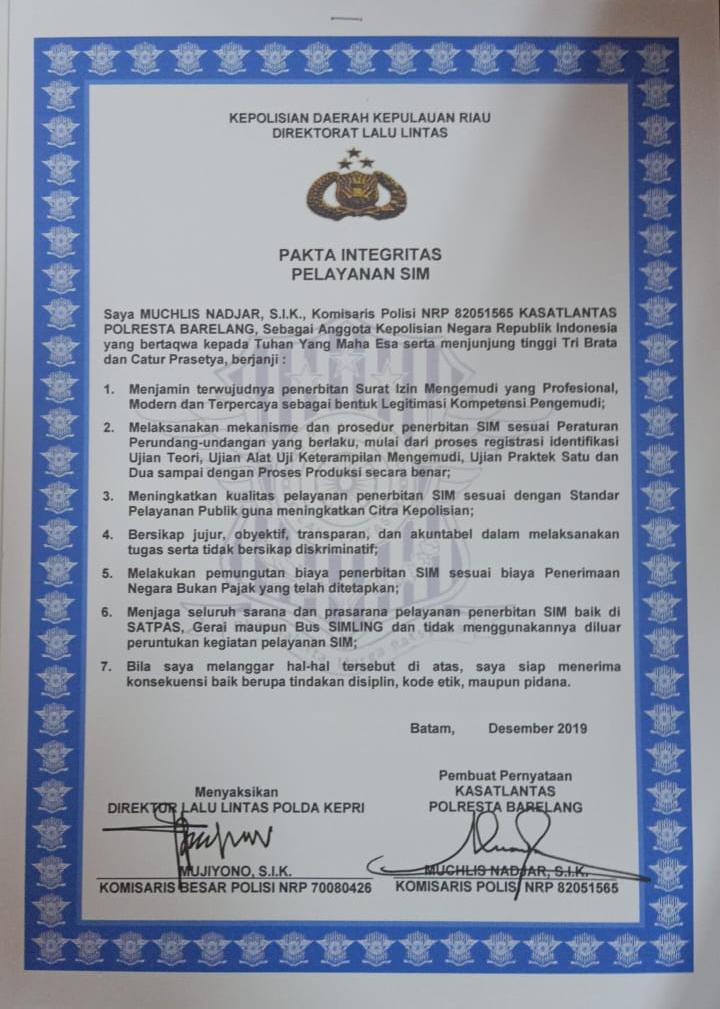 KEPOLISIAN DAERAH KEPULAUAN RIAU
DIREKTORAT LALU LINTAS
PAKTA INTEGRITAS
PELAYANAN SIM
Saya MUCHLIS NADJAR, S.I.K., Komisaris Polisi NRP 82051565 KASATLANTAS
POLRESTA BARELANG, Sebagai Anggota Kepolisian Negara Republik Indonesia
yang bertaqwa kepada Tuhan Yang Maha Esa serta menjunjung tinggi Tri Brata
dan Catur Prasetya, berjanji :
1. Menjamin terwujudnya penerbitan Surat Izin Mengemudi yang Profesional,
Modern dan Terpercaya sebagai bentuk Legitimasi Kompetensi Pengemudi;
2. Melaksanakan mekanisme dan prosedur penerbitan SIM sesuai Peraturan
Perundang-undangan yang berlaku, mulai dari proses registrasi identifikasi
Ujian Teori, Ujian Alat Uji Keterampilan Mengemudi, Ujian Praktek Satu dan
Dua sampai dengan Proses Produksi secara benar;
3. Meningkatkan kualitas pelayanan penerbitan SIM sesuai dengan Standar
Pelayanan Publik guna meningkatkan Citra Kepolisian;
4. Bersikap jujur, obyektif, transparan, dan akuntabel dalam melaksanakan
tugas serta tidak bersikap diskriminatif;
5. Melakukan pemungutan biaya penerbitan SIM sesuai biaya Penerimaan
Negara Bukan Pajak yang telah ditetapkan;
6. Menjaga seluruh sarana dan prasarana pelayanan penerbitan SIM baik di
SATPAS, Gerai maupun Bus SIMLING dan tidak menggunakannya diluar
peruntukan kegiatan pelayanan SIM;
7. Bila saya melanggar hal-hal tersebut di atas, saya siap menerima
konsekuensi baik berupa tindakan disiplin, kode etik, maupun pidana.
Batam, Desember 2019
Menyaksikan
DIREKTUR LALU LINTAS POLDA KEPRI
MUJIYONO, S.I.K.
KOMISARIS BESAR POLISI NRP 70080426
Pembuat Pernyataan
KASATLANTAS
POLRESTA BARELANG
MUCHLIS NADJAR, S.I.K.
KOMISARIS POLISI NRP 82051565